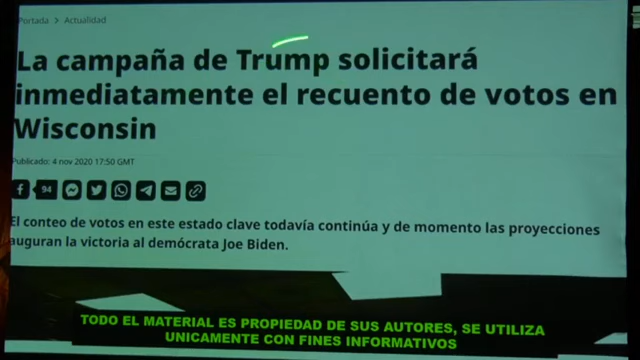 Portada > Actualidad
La campaña de Trump solicitará
inmediatamente el recuento de votos en
Wisconsin
Publicado: 4 nov 2020 17:50 GMT
94
El conteo de votos en este estado clave todavía continúa y de momento las proyecciones
auguran la victoria al demócrata Joe Biden.
TODO EL MATERIAL ES PROPIEDAD DE SUS AUTORES, SE UTILIZA
UNICAMENTE CON FINES INFORMATIVOS